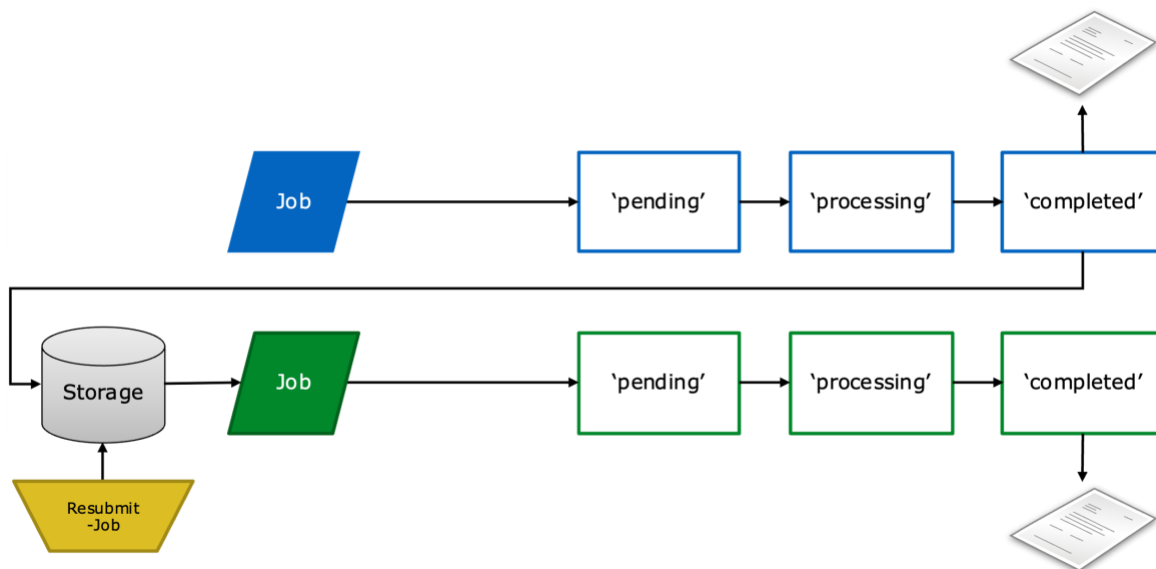 Job
‘pending’
‘processing’
‘completed’
Storage
Job
‘pending’
‘processing’
‘completed’
Resubmit
-Job